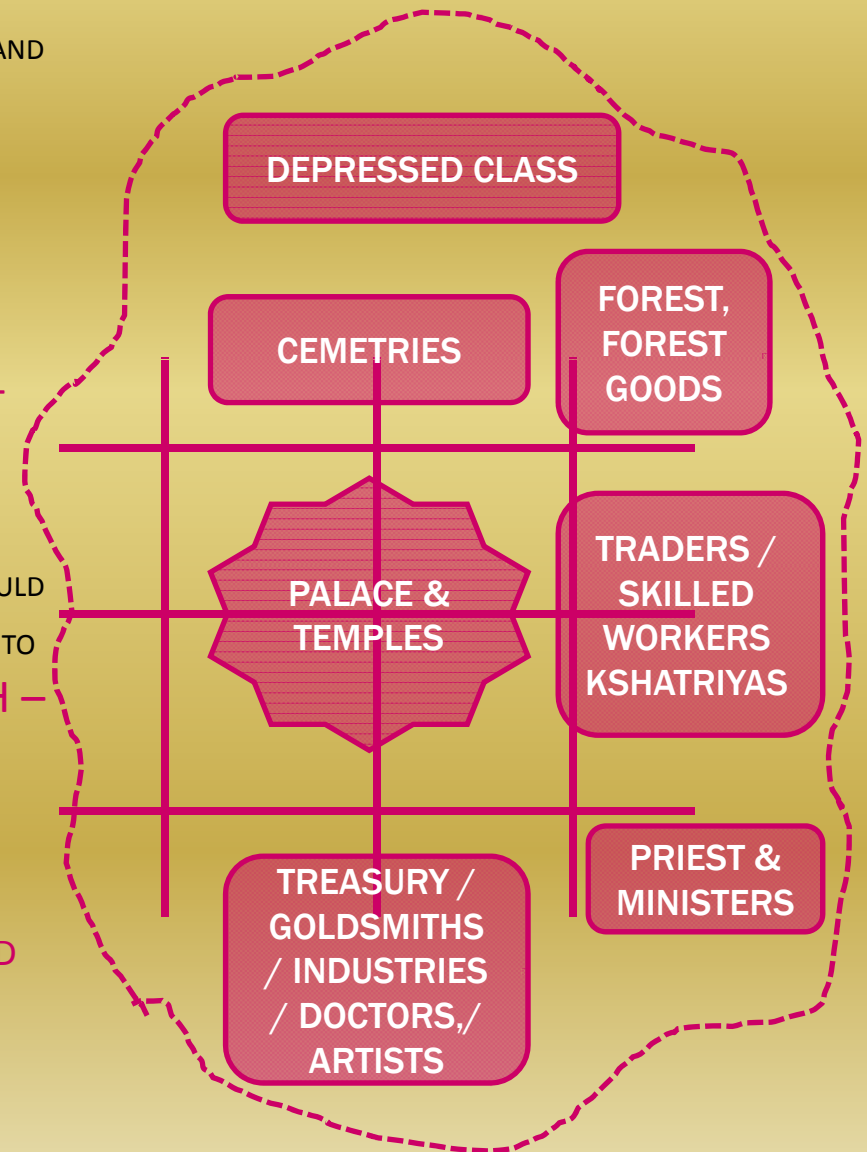 AND
DEPRESSED CLASS
FOREST,
FOREST
GOODS
CEMETRIES
TRADERS /
SKILLED
WORKERS
KSHATRIYAS
PALACE &
TEMPLES
TO
H –
PRIEST &
MINISTERS
TREASURY /
GOLDSMITHS
/ INDUSTRIES
/ DOCTORS,/
ARTISTS